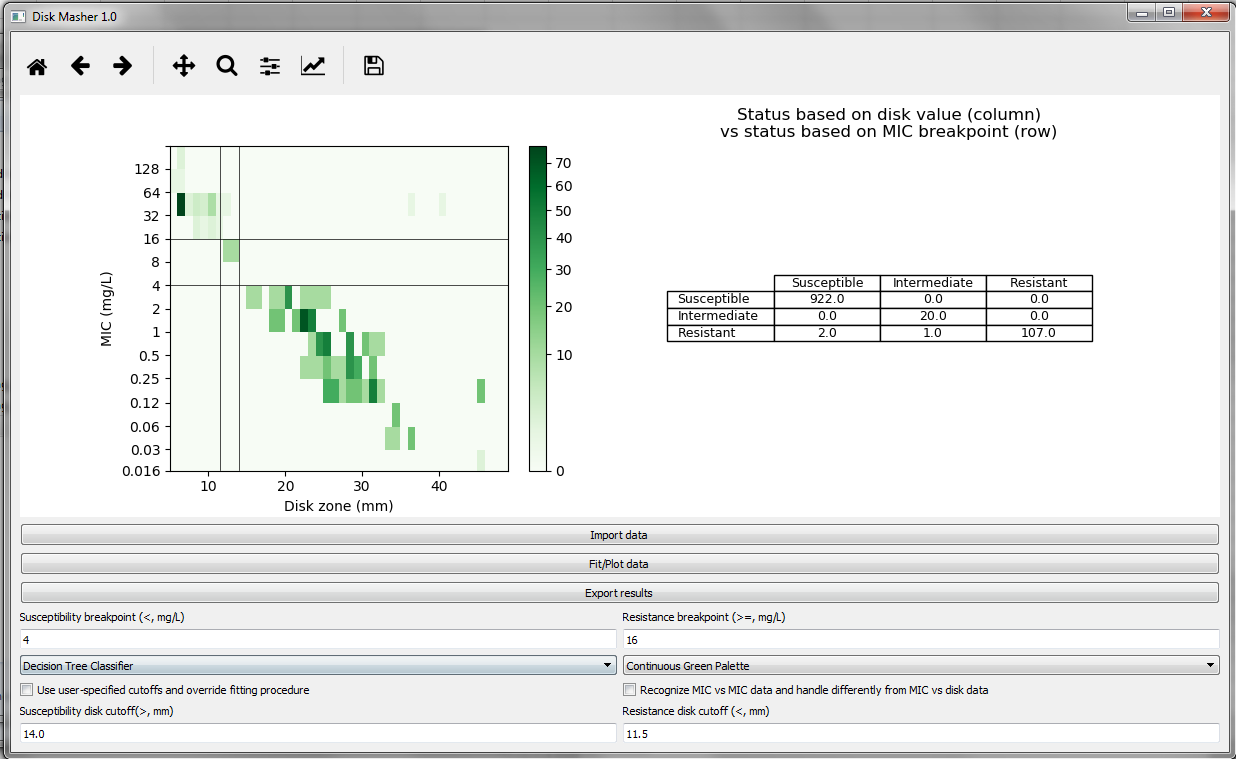 Disk Masher 1.0
Status based on disk value (column)
vs status based on MIC breakpoint (row)
128
64
32
16
8
4
2
1
0.5
0.25
0.12
0.06
0.03
0.016
MIC (mg/L)
10 20 30 40
Disk zone (mm)
70
60
50
40
30
20
10
0
Susceptible Intermediate Resistant
Susceptible 922.0 0.0 0.0
Intermediate 0.0 20.0 0.0
Resistant 2.0 1.0 107.0
Import data
Fit/Plot data
Export results
Susceptibility breakpoint (<, mg/L) Resistance breakpoint (>=, mg/L)
4 16
Decision Tree Classifier Continuous Green Palette
Use user-specified cutoffs and override fitting procedure Recognize MIC vs MIC data and handle differently from MIC vs disk data
Susceptibility disk cutoff(>, mm) Resistance disk cutoff (<, mm)
14.0 11.5